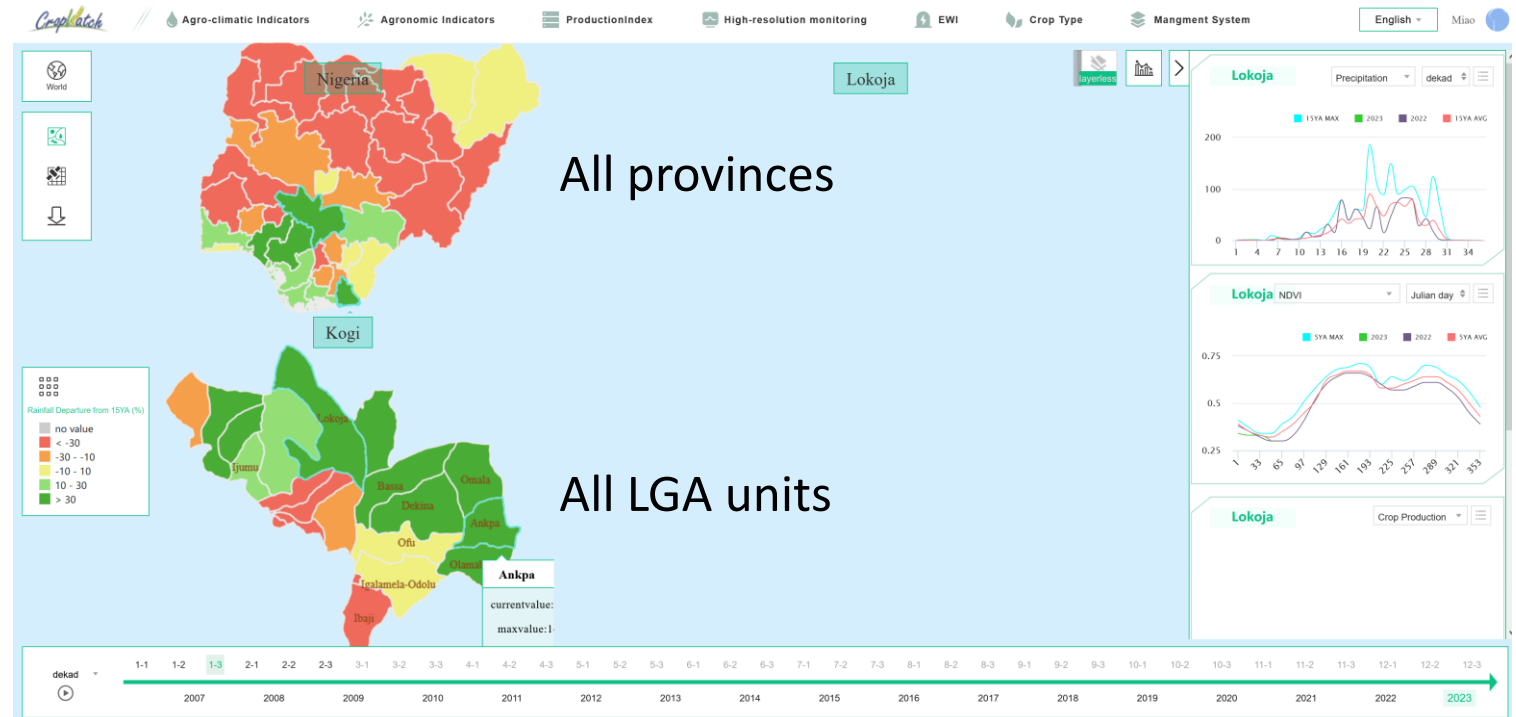 CropWatch
Agro-climatic Indicators
Agronomic Indicators
ProductionIndex
High-resolution monitoring
EWI
Crop Type
Mangment System
English
Miao
World
Nigeria
Lokoja
layerless
All provinces
Kogi
Rainfall Departure from 15YA (%)
no value
< -30
-30 - -10
-10 - 10
10 - 30
> 30
Lokoja
Ijumu
Bassa
Omala
Dekina
Ankpa
Ofu
Igalamela-Odolu
Ibaji
All LGA units
Ankpa
currentvalue:
maxvalue:1
Lokoja
Precipitation
dekad
15YA MAX 2023 2022 15YA AVG
200
100
0
1 4 7 10 13 16 19 22 25 28 31 34
Lokoja
NDVI
Julian day
5YA MAX 2023 2022 5YA AVG
0.75
0.5
0.25
1 33 65 97 129 161 193 225 257 289 321 353
Lokoja
Crop Production
dekad
1-1 1-2 1-3 2-1 2-2 2-3 3-1 3-2 3-3 4-1 4-2 4-3 5-1 5-2 5-3 6-1 6-2 6-3 7-1 7-2 7-3 8-1 8-2 8-3 9-1 9-2 9-3 10-1 10-2 10-3 11-1 11-2 11-3 12-1 12-2 12-3
2007 2008 2009 2010 2011 2012 2013 2014 2015 2016 2017 2018 2019 2020 2021 2022 2023